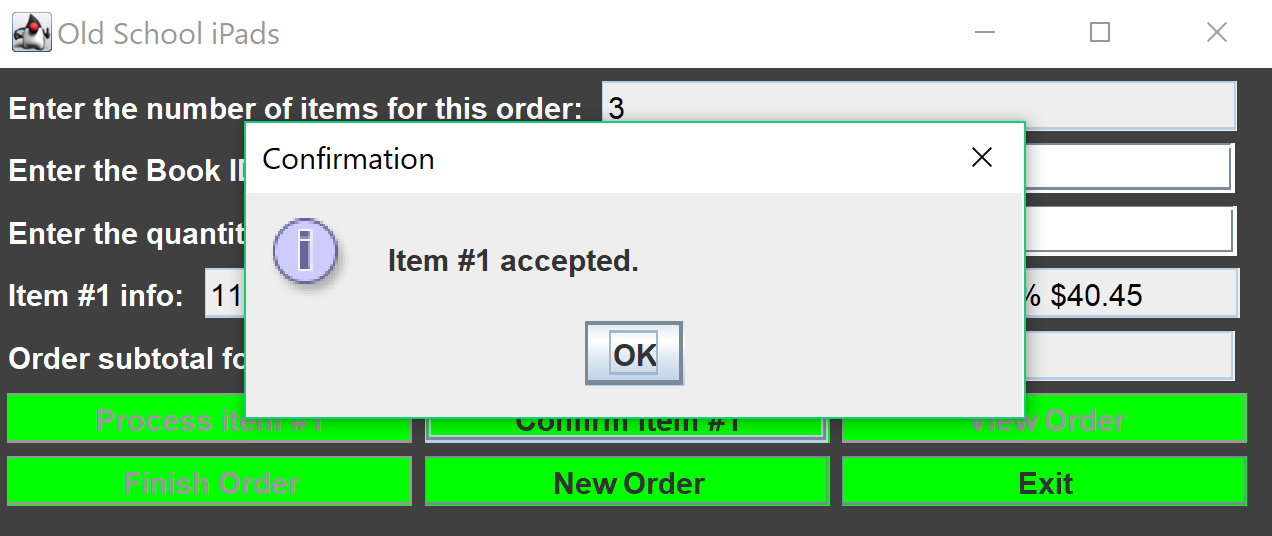 Old School iPads
Enter the number of items for this order: 3
Confirmation
Enter the Book
Enter the
Item #1 accepted.
Item #1 info: 11 % $40.45
OK
Order subtotal
Process item #1 Confirm Item #1 View Order
Finish Order New Order Exit